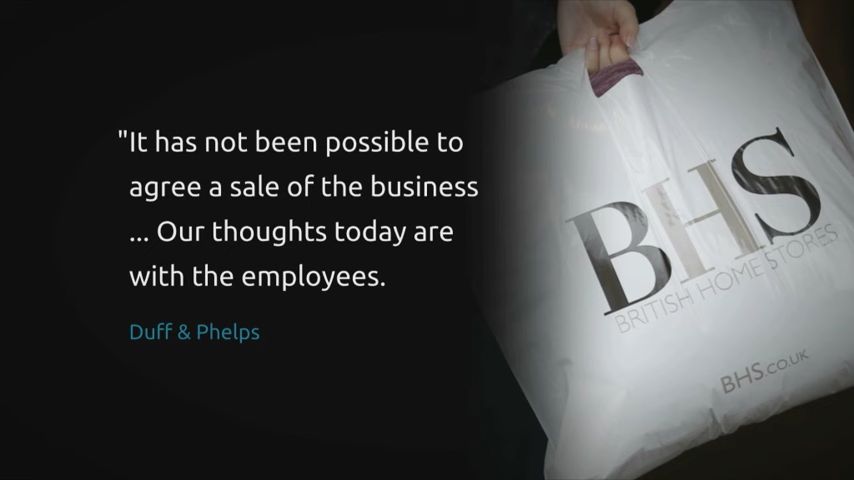 "It has not been possible to
agree a sale of the business
... Our thoughts today are
with the employees.
Duff & Phelps
BHS
BRITISH HOME STORES
BHS.CO.UK